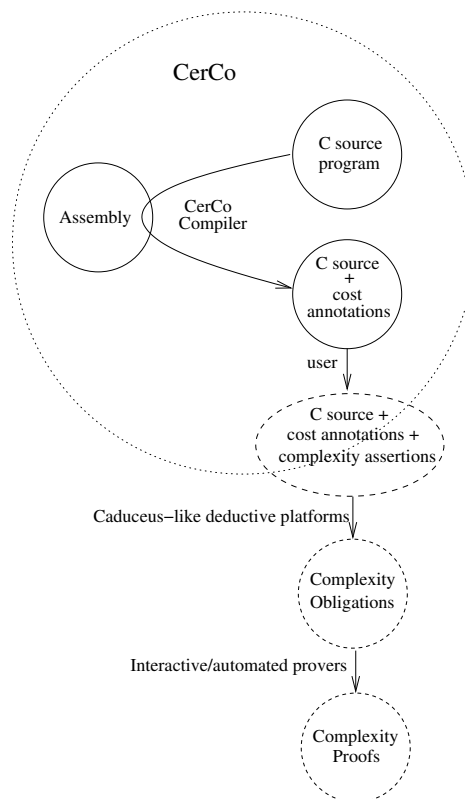 CerCo
C source
program
Assembly
CerCo
Compiler
C source
+
cost
annotations
user
C source +
cost annotations +
complexity assertions
Caduceus−like deductive platforms
Complexity
Obligations
Interactive/automated provers
Complexity
Proofs